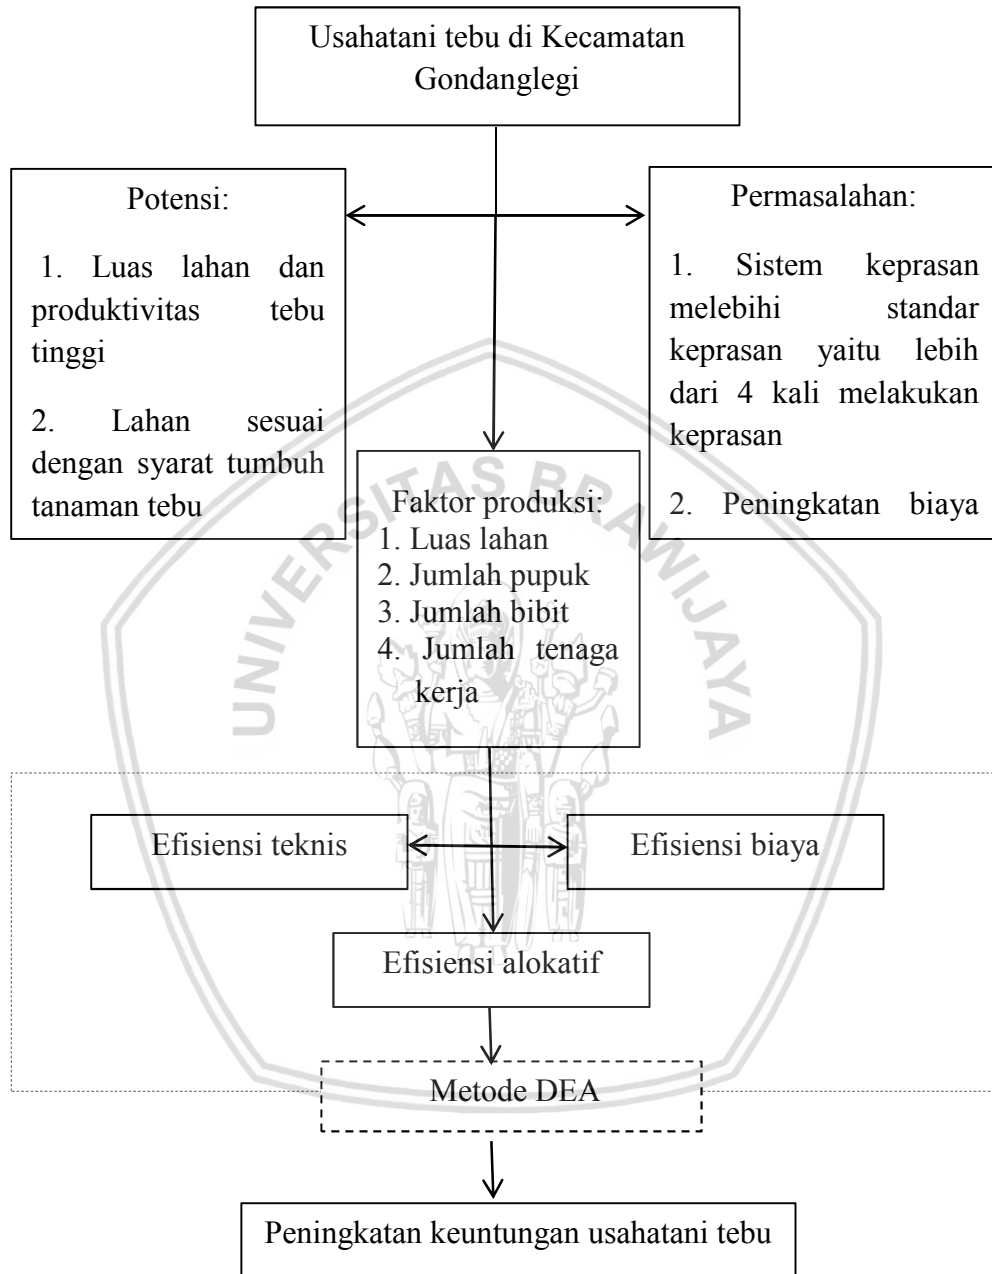 Usahatani tebu di Kecamatan
Gondanglegi
Potensi:
1. Luas lahan dan
produktivitas tebu
tinggi
2. Lahan sesuai
dengan syarat tumbuh
tanaman tebu
Permasalahan:
1. Sistem keprasan
melebihi standar
keprasan yaitu lebih
dari 4 kali melakukan
keprasan
2. Peningkatan biaya
Faktor produksi:
1. Luas lahan
2. Jumlah pupuk
3. Jumlah bibit
4. Jumlah tenaga
kerja
UNIVERSITAS BRAWIJAYA
Efisiensi teknis
Efisiensi biaya
Efisiensi alokatif
Metode DEA
Peningkatan keuntungan usahatani tebu